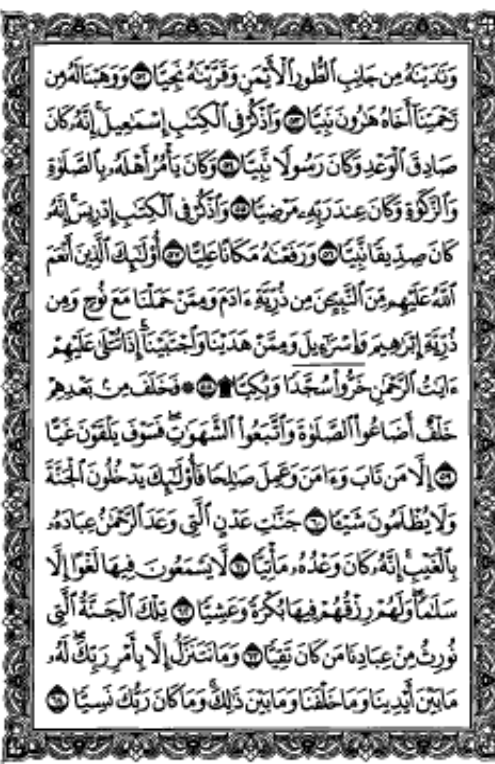 وَنَٰدَيْنَٰهُ مِن جَانِبِ ٱلطُّورِ ٱلْأَيْمَنِ وَقَرَّبْنَٰهُ نَجِيًّا ٥٢ وَوَهَبْنَا لَهُۥ مِن
رَّحْمَتِنَآ أَخَاهُ هَٰرُونَ نَبِيًّا ٥٣ وَٱذْكُرْ فِى ٱلْكِتَٰبِ إِسْمَٰعِيلَ ۚ إِنَّهُۥ كَانَ
صَادِقَ ٱلْوَعْدِ وَكَانَ رَسُولًا نَّبِيًّا ٥٤ وَكَانَ يَأْمُرُ أَهْلَهُۥ بِٱلصَّلَوٰةِ
وَٱلزَّكَوٰةِ وَكَانَ عِندَ رَبِّهِۦ مَرْضِيًّا ٥٥ وَٱذْكُرْ فِى ٱلْكِتَٰبِ إِدْرِيسَ ۚ إِنَّهُۥ
كَانَ صِدِّيقًا نَّبِيًّا ٥٦ وَرَفَعْنَٰهُ مَكَانًا عَلِيًّا ٥٧ أُو۟لَٰٓئِكَ ٱلَّذِينَ أَنْعَمَ
ٱللَّهُ عَلَيْهِم مِّنَ ٱلنَّبِيِّـۧنَ مِن ذُرِّيَّةِ ءَادَمَ وَمِمَّنْ حَمَلْنَا مَعَ نُوحٍ وَمِن
ذُرِّيَّةِ إِبْرَٰهِيمَ وَإِسْرَٰٓءِيلَ وَمِمَّنْ هَدَيْنَا وَٱجْتَبَيْنَآ ۚ إِذَا تُتْلَىٰ عَلَيْهِمْ
ءَايَٰتُ ٱلرَّحْمَٰنِ خَرُّوا۟ سُجَّدًا وَبُكِيًّا ۩ ٥٨ ۞ فَخَلَفَ مِنۢ بَعْدِهِمْ
خَلْفٌ أَضَاعُوا۟ ٱلصَّلَوٰةَ وَٱتَّبَعُوا۟ ٱلشَّهَوَٰتِ ۖ فَسَوْفَ يَلْقَوْنَ غَيًّا
٥٩ إِلَّا مَن تَابَ وَءَامَنَ وَعَمِلَ صَٰلِحًا فَأُو۟لَٰٓئِكَ يَدْخُلُونَ ٱلْجَنَّةَ
وَلَا يُظْلَمُونَ شَيْـًٔا ٦٠ جَنَّٰتِ عَدْنٍ ٱلَّتِى وَعَدَ ٱلرَّحْمَٰنُ عِبَادَهُۥ
بِٱلْغَيْبِ ۚ إِنَّهُۥ كَانَ وَعْدُهُۥ مَأْتِيًّا ٦١ لَّا يَسْمَعُونَ فِيهَا لَغْوًا إِلَّا
سَلَٰمًا ۖ وَلَهُمْ رِزْقُهُمْ فِيهَا بُكْرَةً وَعَشِيًّا ٦٢ تِلْكَ ٱلْجَنَّةُ ٱلَّتِى
نُورِثُ مِنْ عِبَادِنَا مَن كَانَ تَقِيًّا ٦٣ وَمَا نَتَنَزَّلُ إِلَّا بِأَمْرِ رَبِّكَ ۖ لَهُۥ
مَا بَيْنَ أَيْدِينَا وَمَا خَلْفَنَا وَمَا بَيْنَ ذَٰلِكَ ۚ وَمَا كَانَ رَبُّكَ نَسِيًّا ٦٤